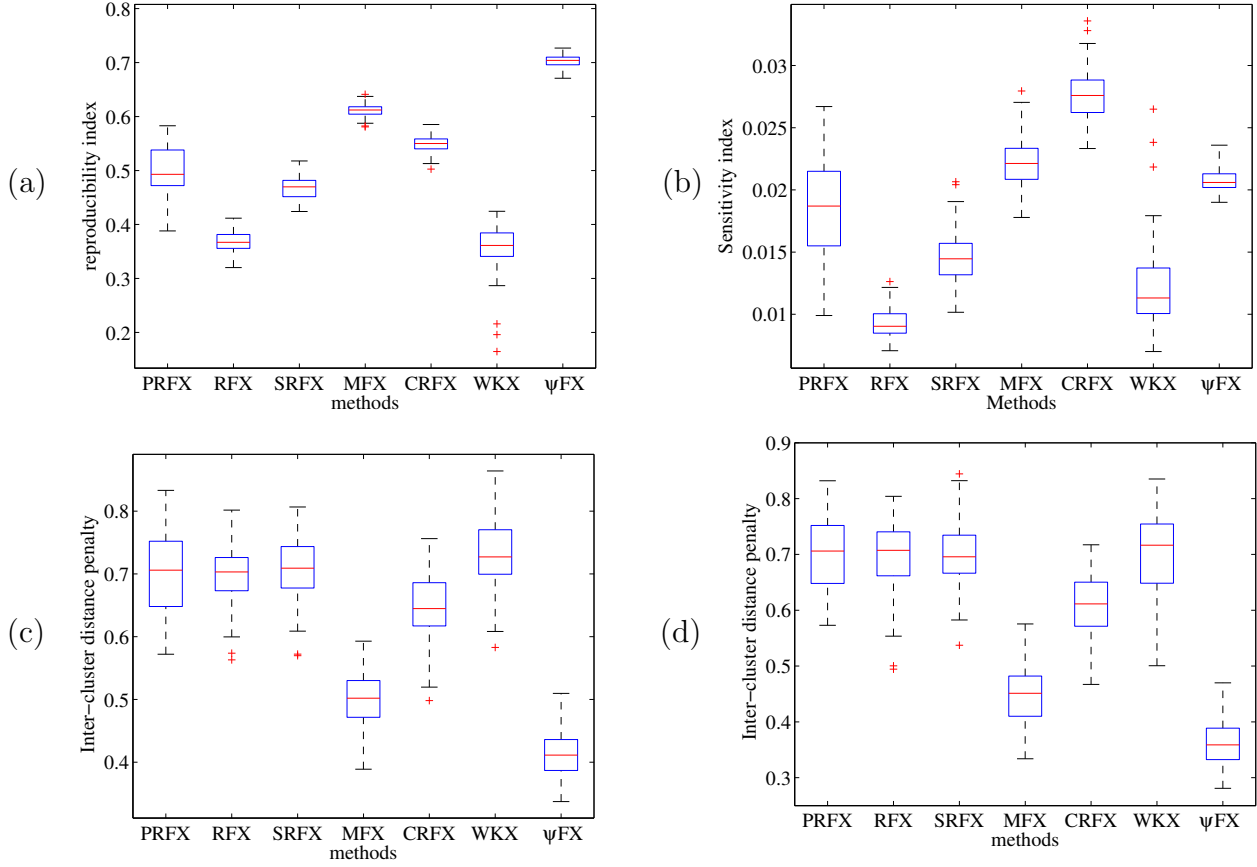 (a)
reproducibility index
0.8
0.7
0.6
0.5
0.4
0.3
0.2
PRFX RFX SRFX MFX CRFX WKX ψFX
methods
(b)
Sensitivity index
0.03
0.025
0.02
0.015
0.01
PRFX RFX SRFX MFX CRFX WKX ψFX
Methods
(c)
Inter-cluster distance penalty
0.8
0.7
0.6
0.5
0.4
PRFX RFX SRFX MFX CRFX WKX ψFX
methods
(d)
Inter-cluster distance penalty
0.9
0.8
0.7
0.6
0.5
0.4
0.3
PRFX RFX SRFX MFX CRFX WKX ψFX
methods